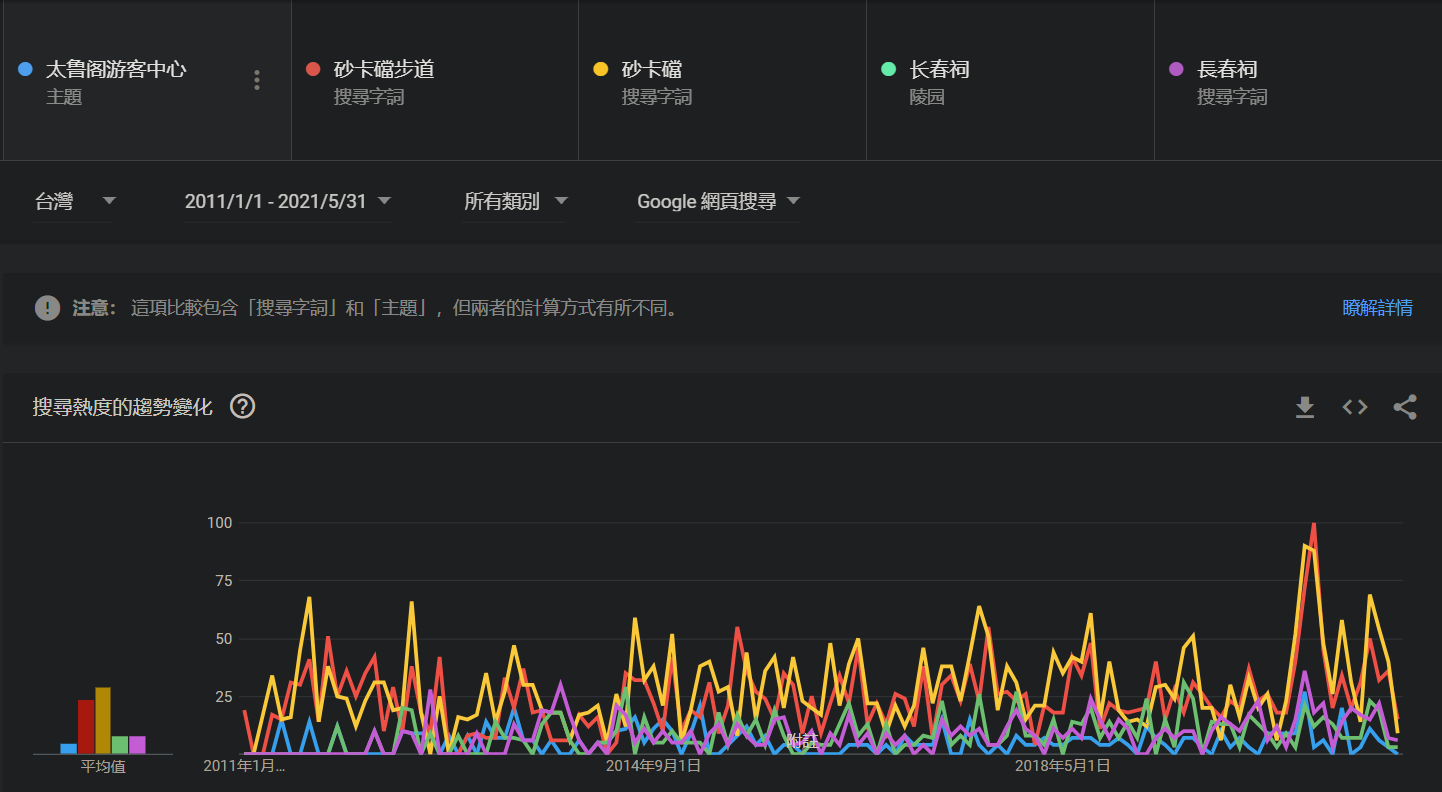 太鲁阁游客中心
主題
砂卡礑步道
搜尋字詞
砂卡礑
搜尋字詞
长春祠
陵园
長春祠
搜尋字詞
台灣
2011/1/1 - 2021/5/31
所有類別
Google 網頁搜尋
! 注意： 這項比較包含「搜尋字詞」和「主題」，但兩者的計算方式有所不同。
瞭解詳情
搜尋熱度的趨勢變化 ?
100
75
50
25
附註
平均值
2011年1月…
2014年9月1日
2018年5月1日